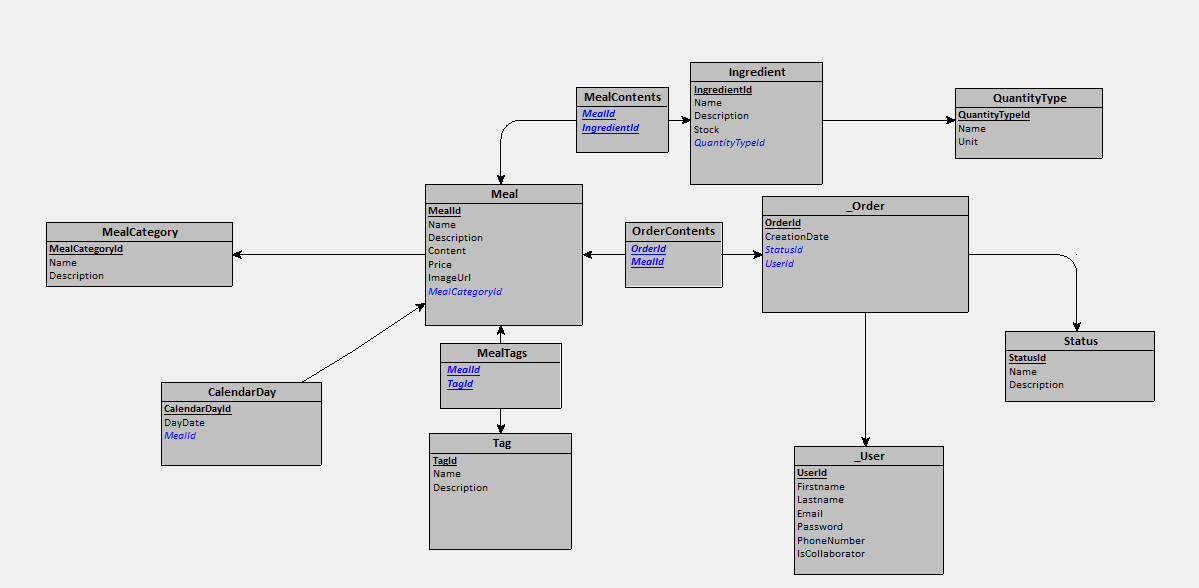 Ingredient
IngredientId
Name
Description
Stock
QuantityTypeId
MealContents
MealId
IngredientId
QuantityType
QuantityTypeId
Name
Unit
Meal
MealId
Name
Description
Content
Price
ImageUrl
MealCategoryId
_Order
OrderId
CreationDate
StatusId
UserId
MealCategory
MealCategoryId
Name
Description
OrderContents
OrderId
MealId
Status
StatusId
Name
Description
MealTags
MealId
TagId
CalendarDay
CalendarDayId
DayDate
MealId
Tag
TagId
Name
Description
_User
UserId
Firstname
Lastname
Email
Password
PhoneNumber
IsCollaborator